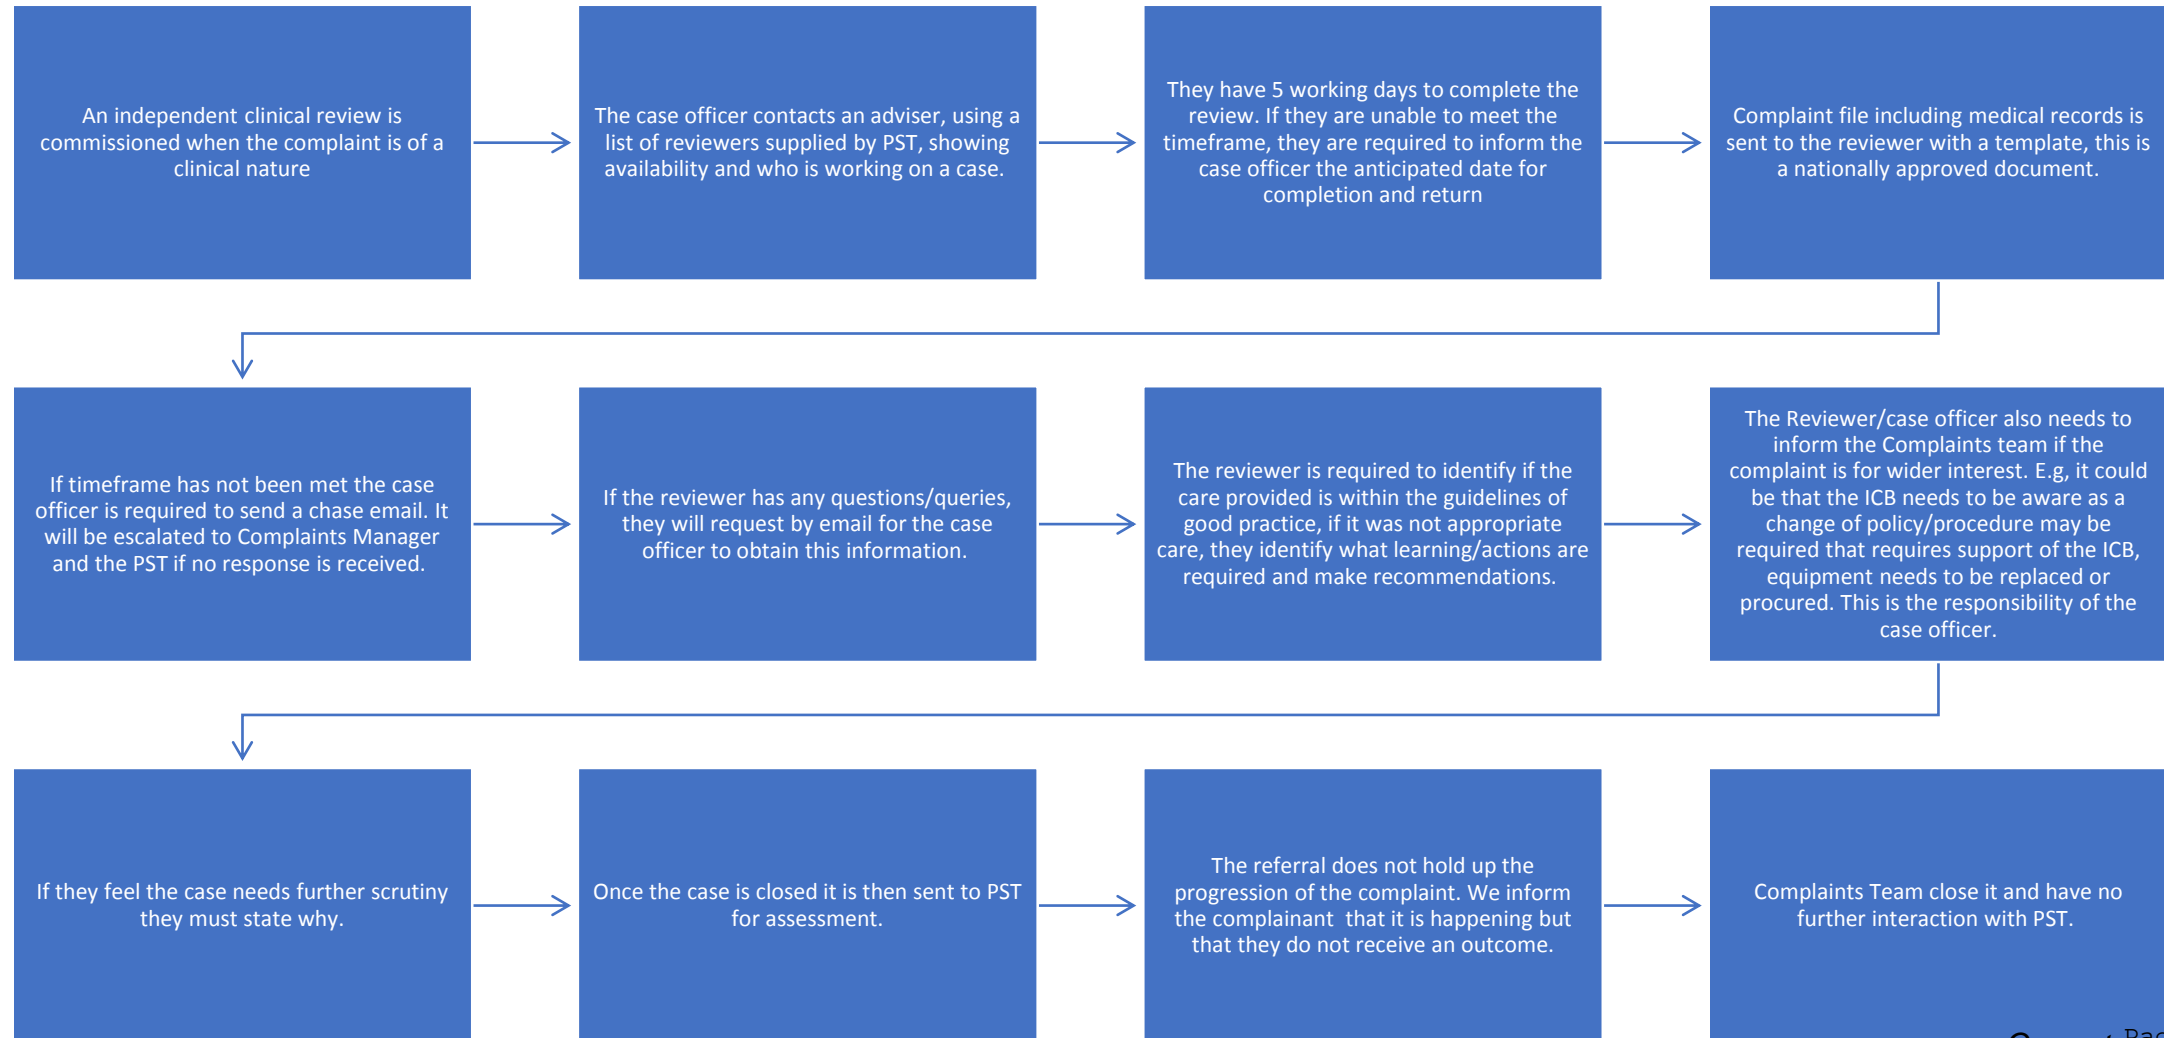 An independent clinical review is
commissioned when the complaint is of a
clinical nature
The case officer contacts an adviser, using a
list of reviewers supplied by PST, showing
availability and who is working on a case.
They have 5 working days to complete the
review. If they are unable to meet the
timeframe, they are required to inform the
case officer the anticipated date for
completion and return
Complaint file including medical records is
sent to the reviewer with a template, this is
a nationally approved document.
If timeframe has not been met the case
officer is required to send a chase email. It
will be escalated to Complaints Manager
and the PST if no response is received.
If the reviewer has any questions/queries,
they will request by email for the case
officer to obtain this information.
The reviewer is required to identify if the
care provided is within the guidelines of
good practice, if it was not appropriate
care, they identify what learning/actions are
required and make recommendations.
The Reviewer/case officer also needs to
inform the Complaints team if the
complaint is for wider interest. E.g, it could
be that the ICB needs to be aware as a
change of policy/procedure may be
required that requires support of the ICB,
equipment needs to be replaced or
procured. This is the responsibility of the
case officer.
If they feel the case needs further scrutiny
they must state why.
Once the case is closed it is then sent to PST
for assessment.
The referral does not hold up the
progression of the complaint. We inform
the complainant that it is happening but
that they do not receive an outcome.
Complaints Team close it and have no
further interaction with PST.